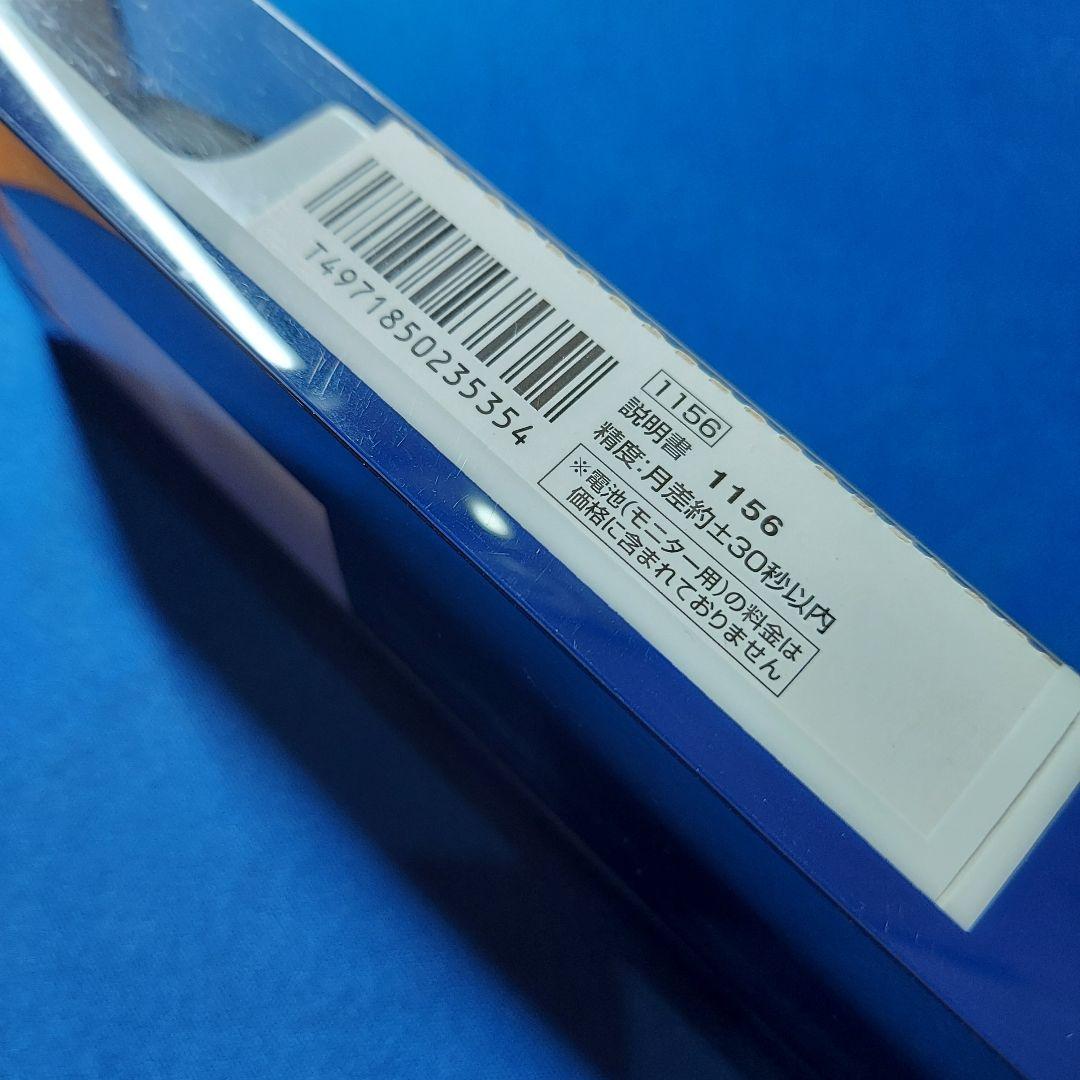 T4971850235354
1156
説明書 1156
精度:月差約±30秒以内
※電池(モニター用)の料金は
価格に含まれておりません